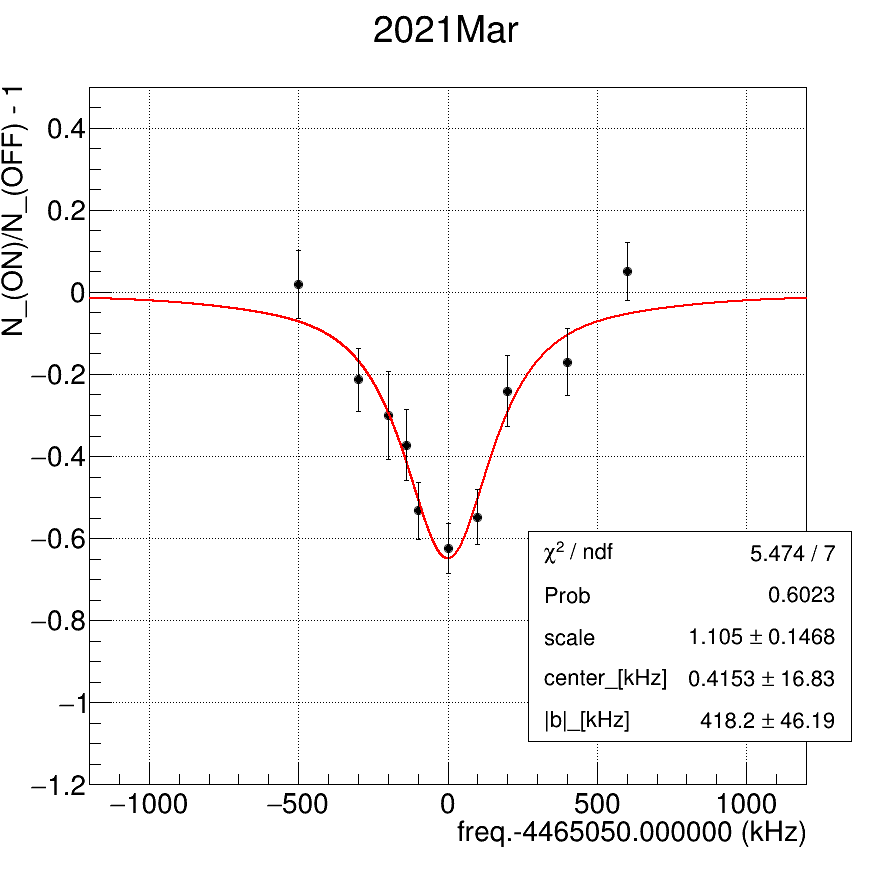 2021Mar
N_(ON)/N_(OFF) - 1
0.4
0.2
0
−0.2
−0.4
−0.6
−0.8
−1
−1.2
χ² / ndf 5.474 / 7
Prob 0.6023
scale 1.105 ± 0.1468
center_[kHz] 0.4153 ± 16.83
|b|_[kHz] 418.2 ± 46.19
−1000 −500 0 500 1000
freq.-4465050.000000 (kHz)